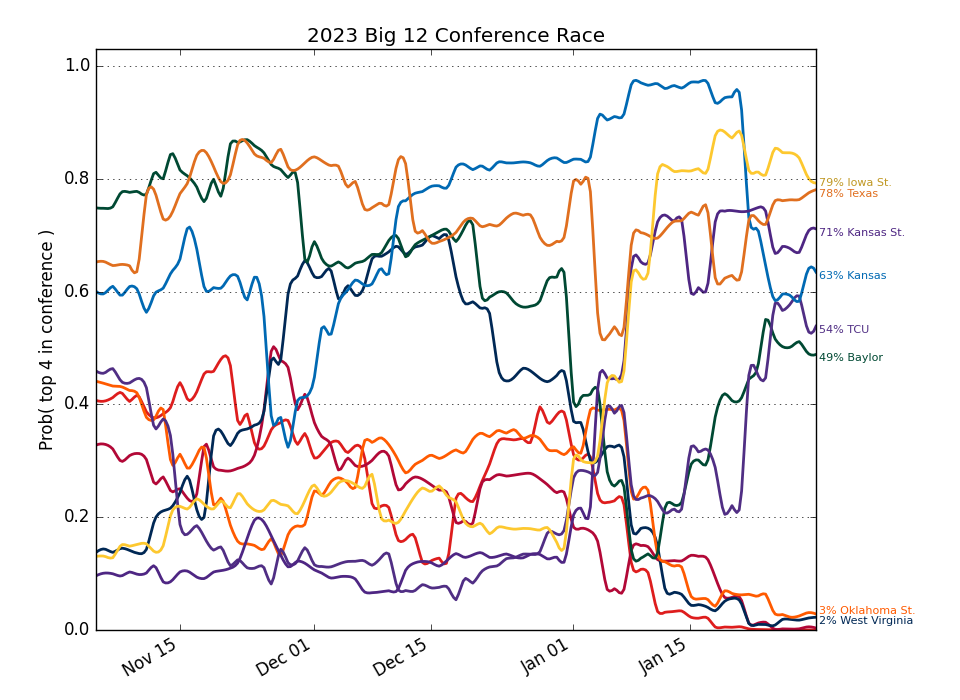 2023 Big 12 Conference Race
Prob( top 4 in conference )
1.0
0.8
0.6
0.4
0.2
0.0
Nov 15
Dec 01
Dec 15
Jan 01
Jan 15
79% Iowa St.
78% Texas
71% Kansas St.
63% Kansas
54% TCU
49% Baylor
3% Oklahoma St.
2% West Virginia